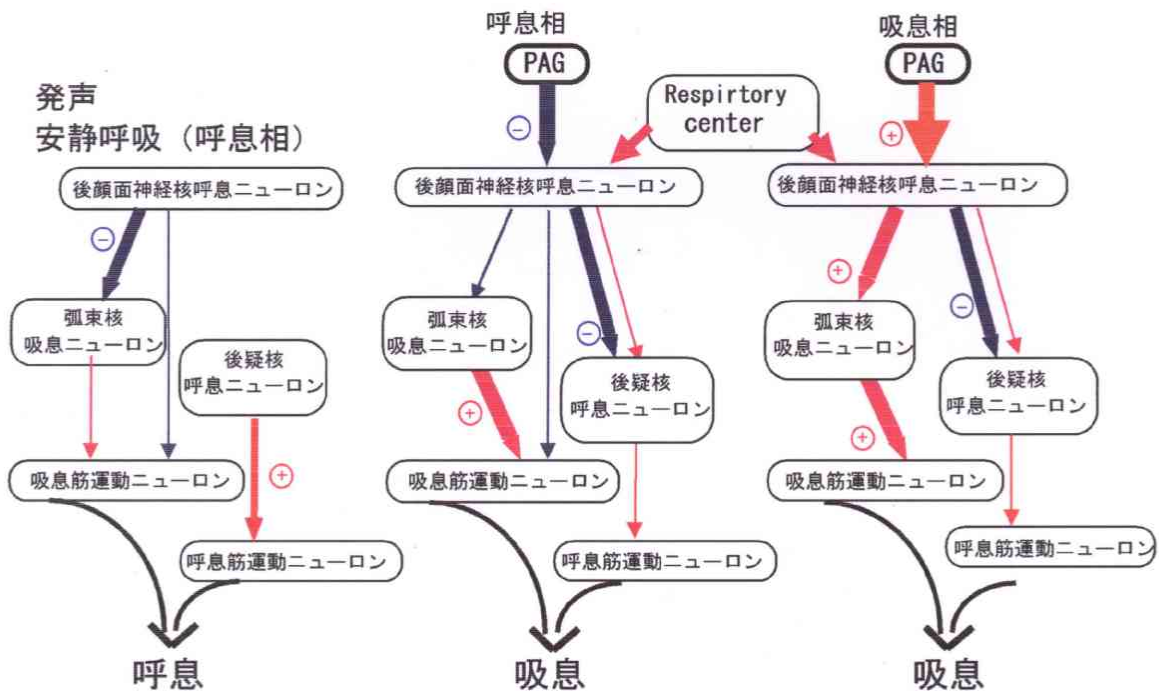 発声
安静呼吸（呼息相）
後顔面神経核呼息ニューロン
⊖
弧束核
吸息ニューロン
後疑核
呼息ニューロン
吸息筋運動ニューロン
⊕
呼息筋運動ニューロン
呼息
呼息相
PAG
⊖
Respirtory
center
後顔面神経核呼息ニューロン
弧束核
吸息ニューロン
⊖
後疑核
呼息ニューロン
⊕
吸息筋運動ニューロン
呼息筋運動ニューロン
吸息
吸息相
PAG
⊕
後顔面神経核呼息ニューロン
⊕
⊖
弧束核
吸息ニューロン
後疑核
呼息ニューロン
⊕
吸息筋運動ニューロン
呼息筋運動ニューロン
吸息